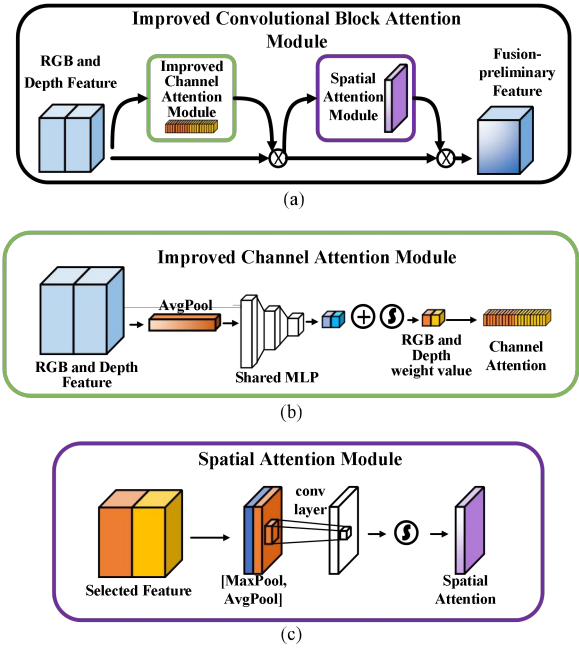 Improved Convolutional Block Attention
Module
RGB and
Depth Feature
Improved
Channel
Attention
Module
Spatial
Attention
Module
Fusion-
preliminary
Feature
X
X
(a)
Improved Channel Attention Module
AvgPool
RGB and Depth
Feature
Shared MLP
+
S
RGB and
Depth
weight value
Channel
Attention
(b)
Spatial Attention Module
conv
layer
S
Selected Feature
[MaxPool,
AvgPool]
Spatial
Attention
(c)